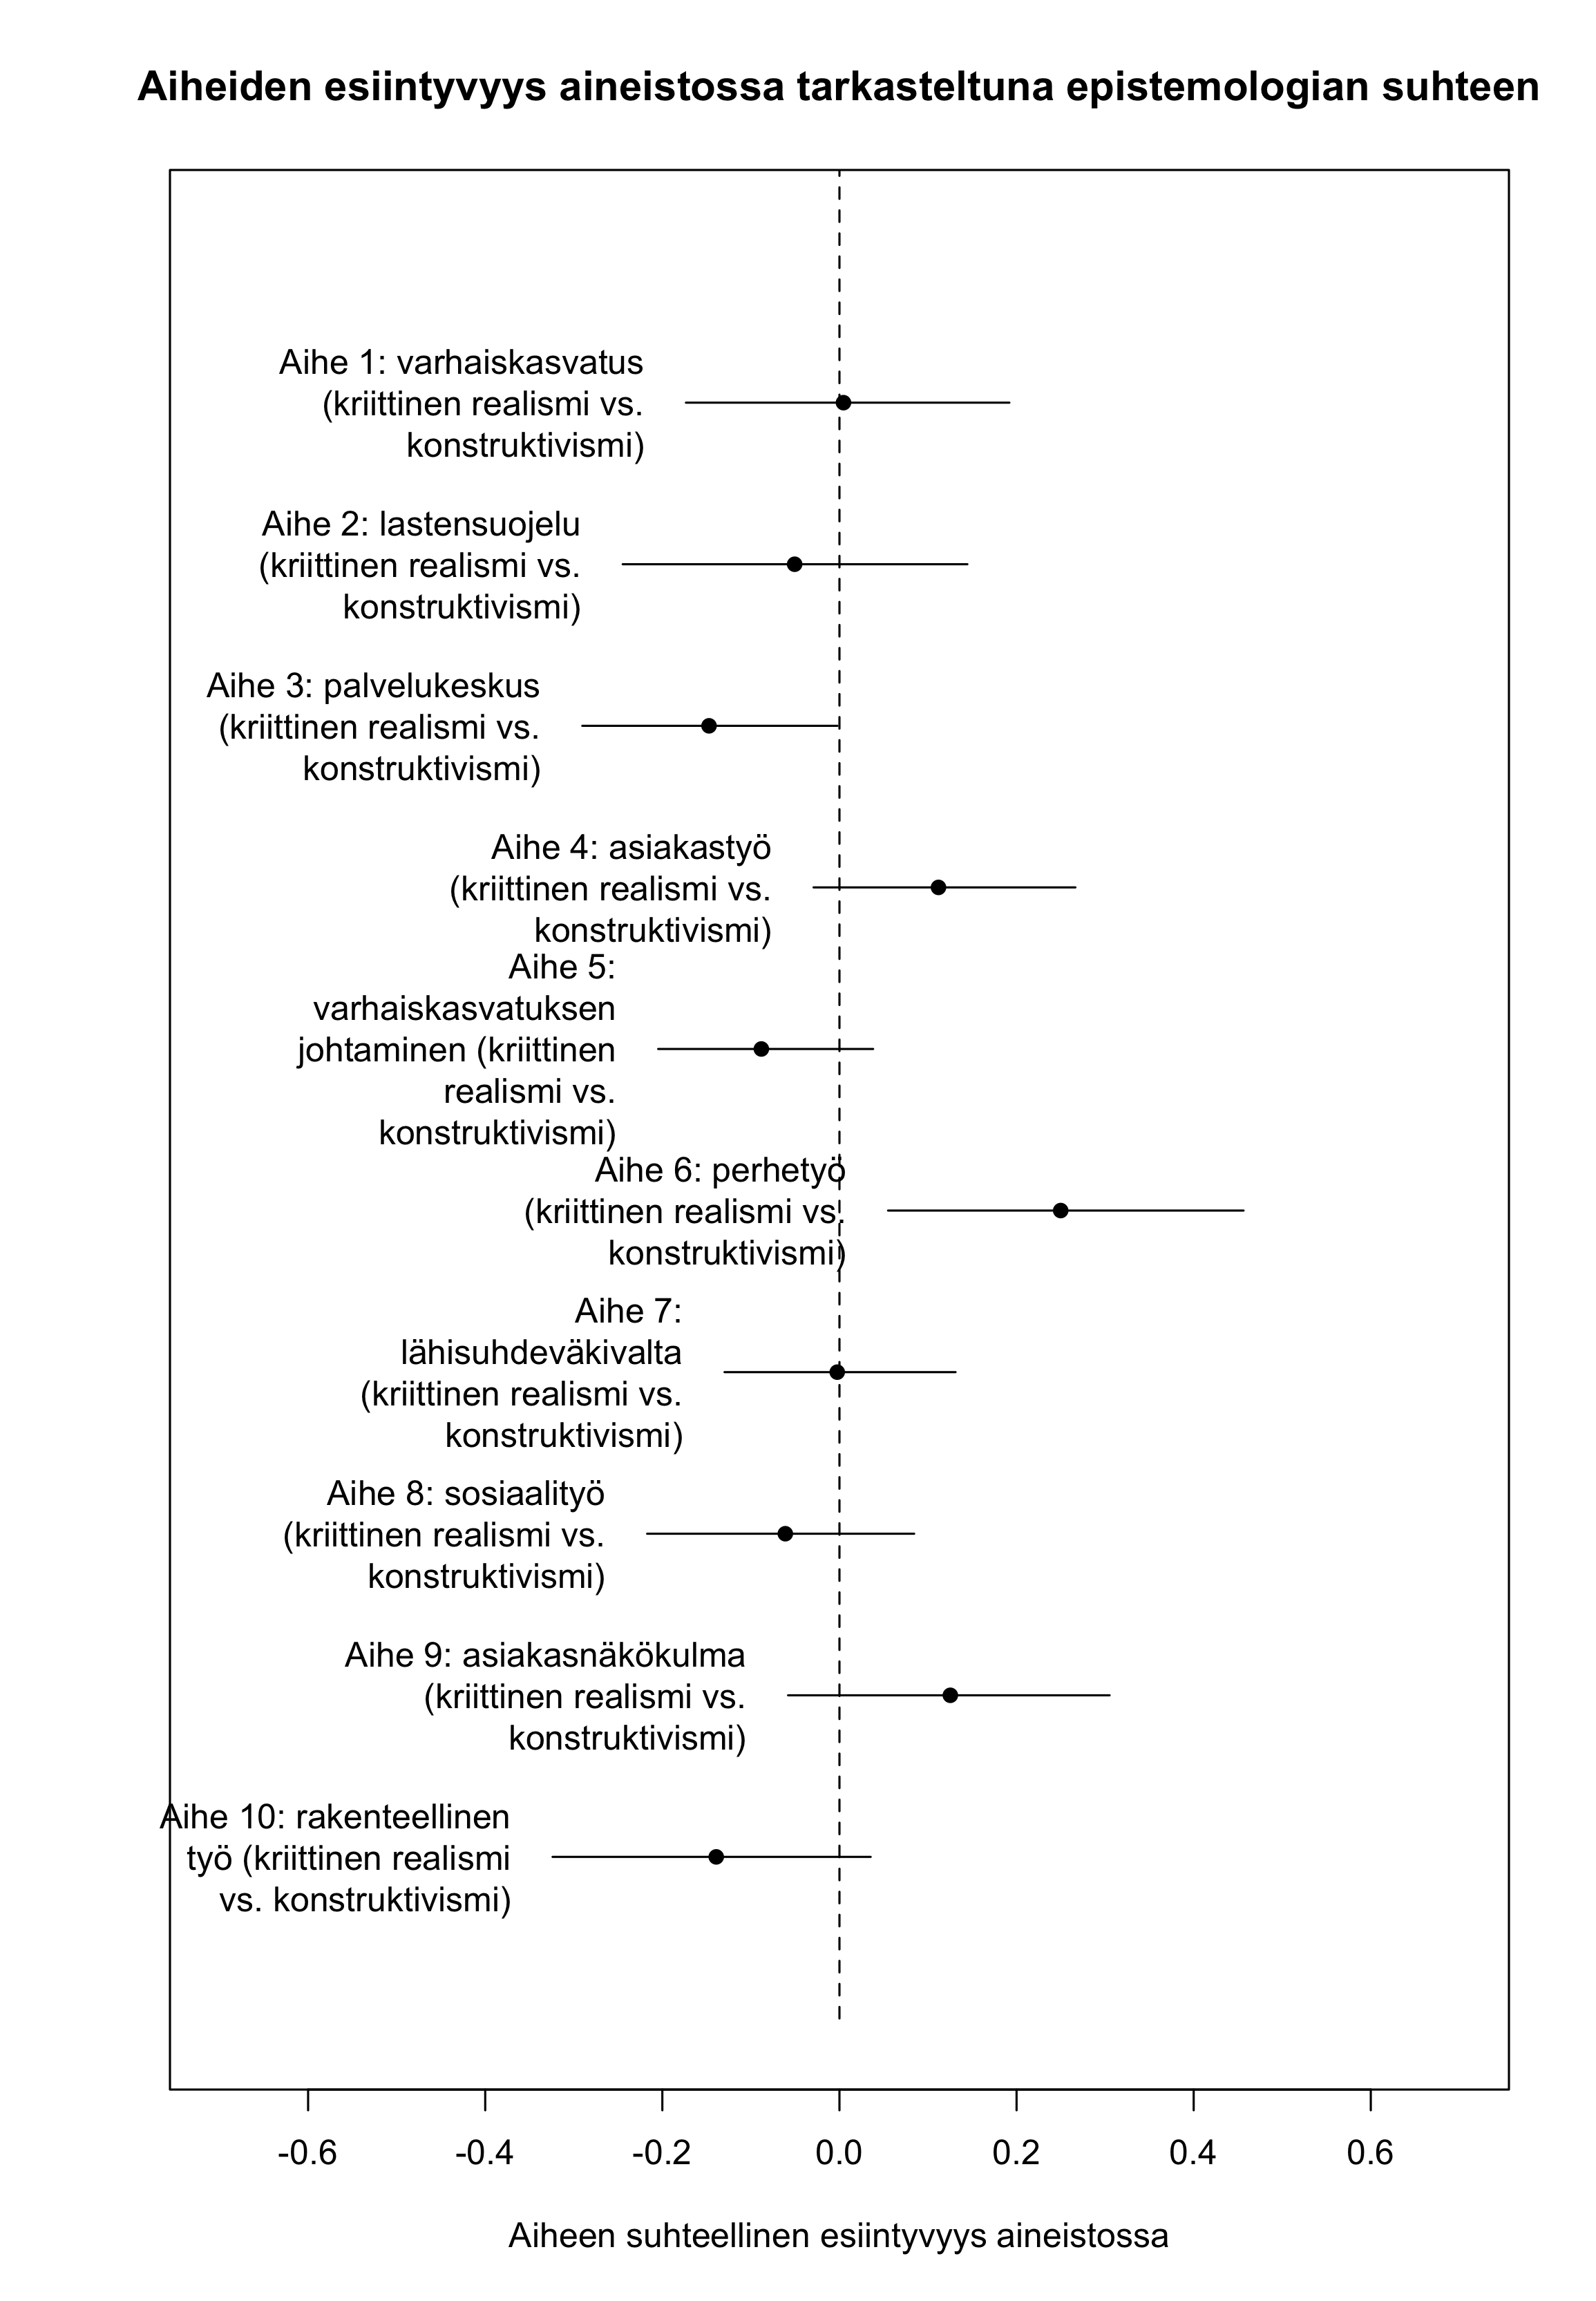 Aiheiden esiintyvyys aineistossa tarkasteltuna epistemologian suhteen
Aihe 1: varhaiskasvatus
(kriittinen realismi vs.
konstruktivismi)
Aihe 2: lastensuojelu
(kriittinen realismi vs.
konstruktivismi)
Aihe 3: palvelukeskus
(kriittinen realismi vs.
konstruktivismi)
Aihe 4: asiakastyö
(kriittinen realismi vs.
konstruktivismi)
Aihe 5:
varhaiskasvatuksen
johtaminen (kriittinen
realismi vs.
konstruktivismi)
Aihe 6: perhetyö
(kriittinen realismi vs.
konstruktivismi)
Aihe 7:
lähisuhdeväkivalta
(kriittinen realismi vs.
konstruktivismi)
Aihe 8: sosiaalityö
(kriittinen realismi vs.
konstruktivismi)
Aihe 9: asiakasnäkökulma
(kriittinen realismi vs.
konstruktivismi)
Aihe 10: rakenteellinen
työ (kriittinen realismi
vs. konstruktivismi)
-0.6 -0.4 -0.2 0.0 0.2 0.4 0.6
Aiheen suhteellinen esiintyvyys aineistossa